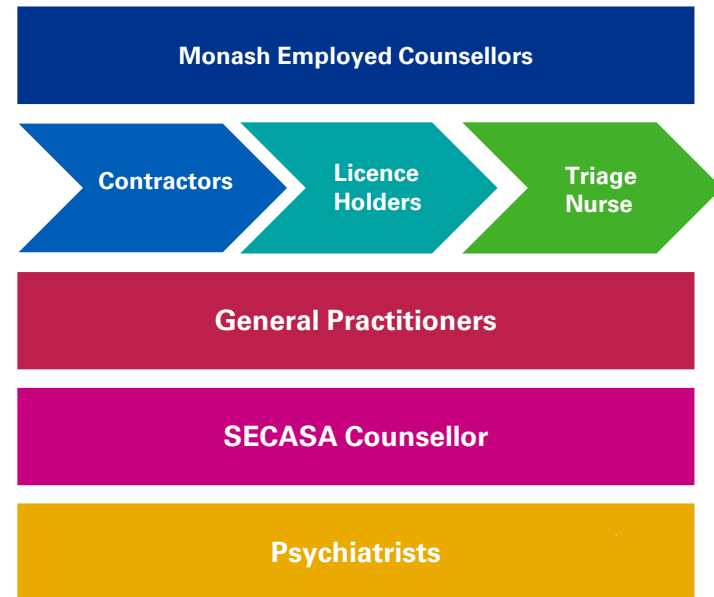 Monash Employed Counsellors
Contractors
Licence
Holders
Triage
Nurse
General Practitioners
SECASA Counsellor
Psychiatrists